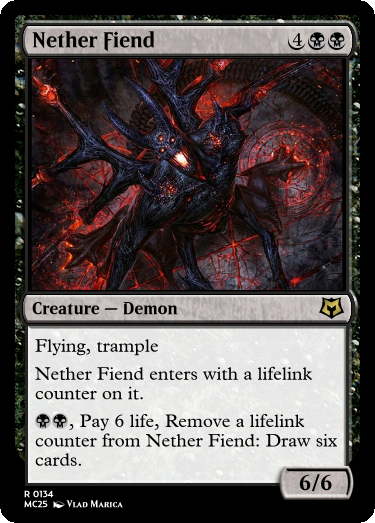 Nether Fiend 4
Creature — Demon
Flying, trample
Nether Fiend enters with a lifelink
counter on it.
, Pay 6 life, Remove a lifelink
counter from Nether Fiend: Draw six
cards.
6/6
R 0134
MC25 Vlad Marica